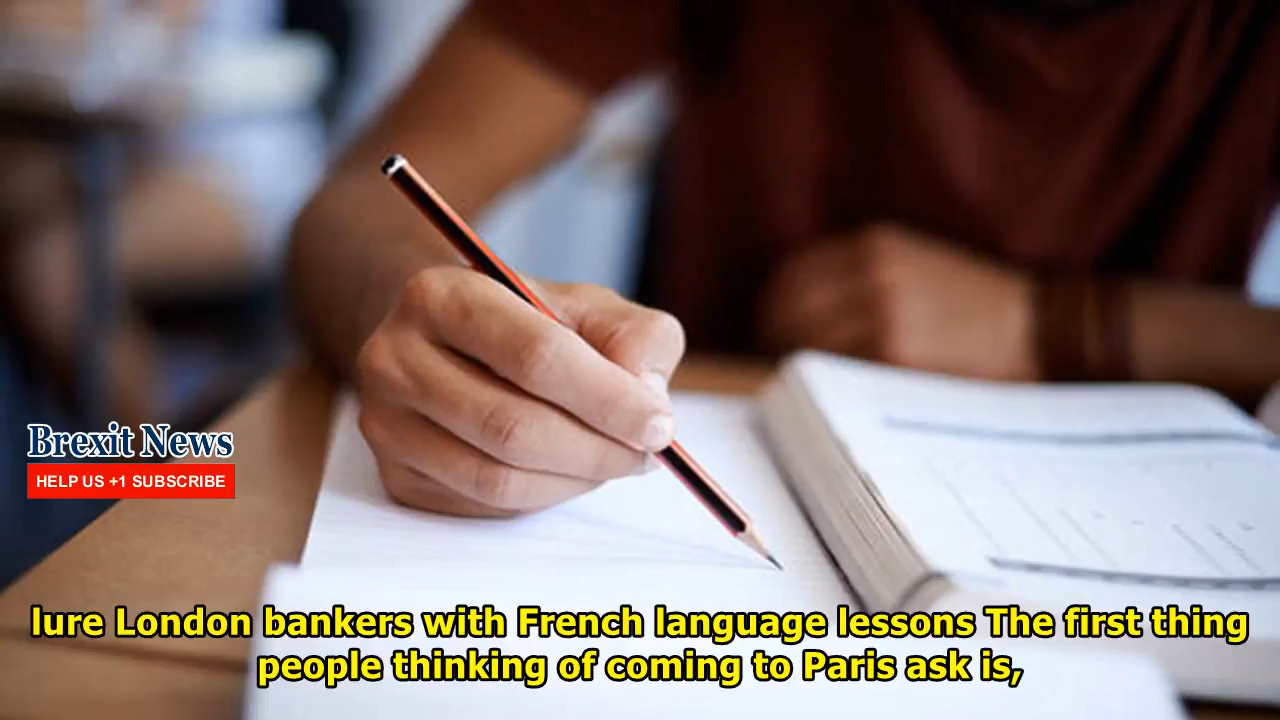 Brexit News
HELP US +1 SUBSCRIBE
lure London bankers with French language lessons The first thing
people thinking of coming to Paris ask is,